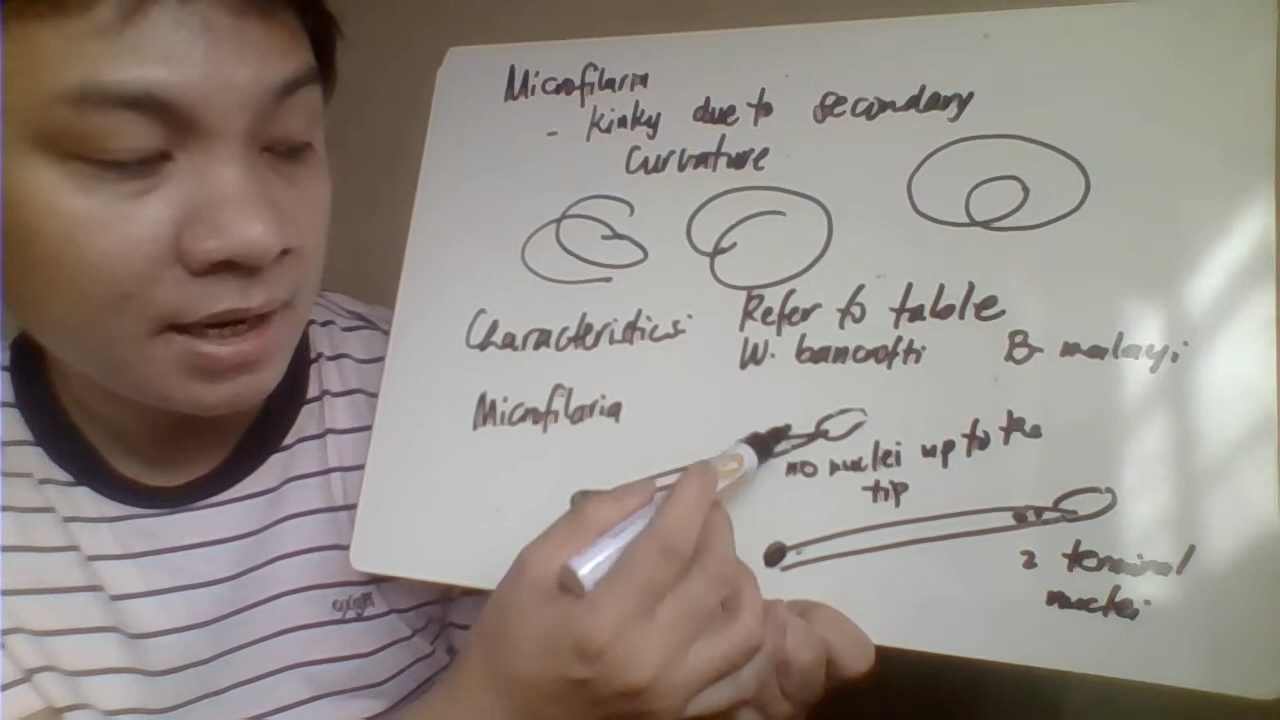 Microfilaria
- kinky due to secondary
curvature
Characteristics:
Refer to table
W. bancrofti
B. malayi
Microfilaria
no nuclei up to the
tip
2 terminal
nuclei